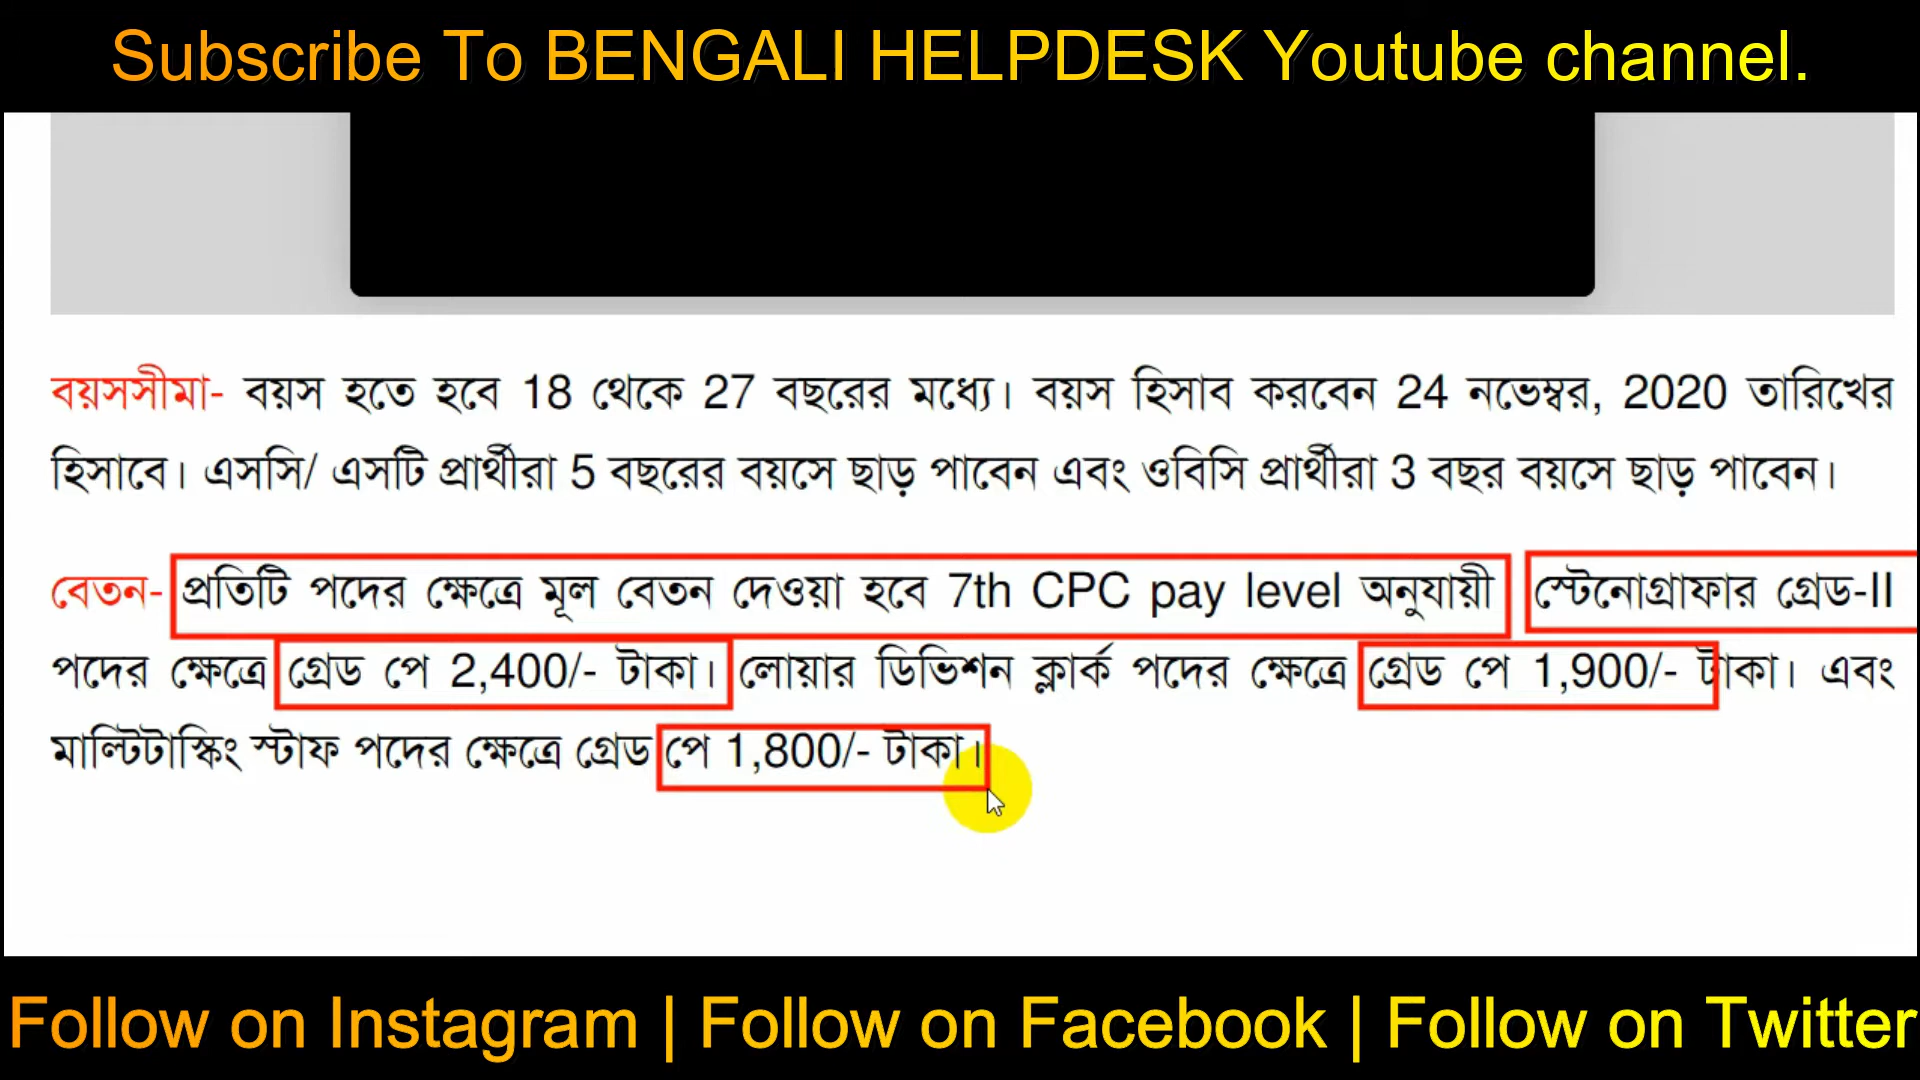 Subscribe To BENGALI HELPDESK Youtube channel.
বয়সসীমা- বয়স হতে হবে 18 থেকে 27 বছরের মধ্যে। বয়স হিসাব করবেন 24 নভেম্বর, 2020 তারিখের
হিসাবে। এসসি/ এসটি প্রার্থীরা 5 বছরের বয়সে ছাড় পাবেন এবং ওবিসি প্রার্থীরা 3 বছর বয়সে ছাড় পাবেন।
বেতন- প্রতিটি পদের ক্ষেত্রে মূল বেতন দেওয়া হবে 7th CPC pay level অনুযায়ী স্টেনোগ্রাফার গ্রেড-II
পদের ক্ষেত্রে গ্রেড পে 2,400/- টাকা। লোয়ার ডিভিশন ক্লার্ক পদের ক্ষেত্রে গ্রেড পে 1,900/- টাকা। এবং
মাল্টিটাস্কিং স্টাফ পদের ক্ষেত্রে গ্রেড পে 1,800/- টাকা।
Follow on Instagram | Follow on Facebook | Follow on Twitter